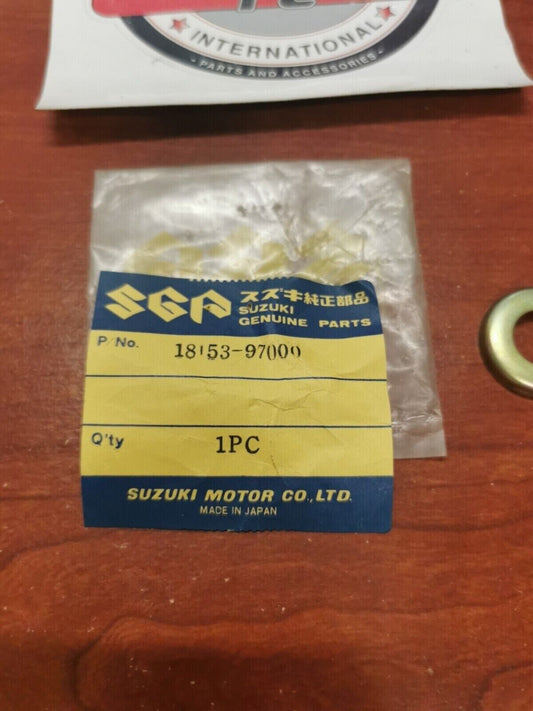 INTERNATIONAL
PARTS AND ACCESSORIES
SGP スズキ純正部品
SUZUKI
GENUINE PARTS
P/No. 18153-97000
Q'ty 1PC
SUZUKI MOTOR CO.,LTD.
MADE IN JAPAN